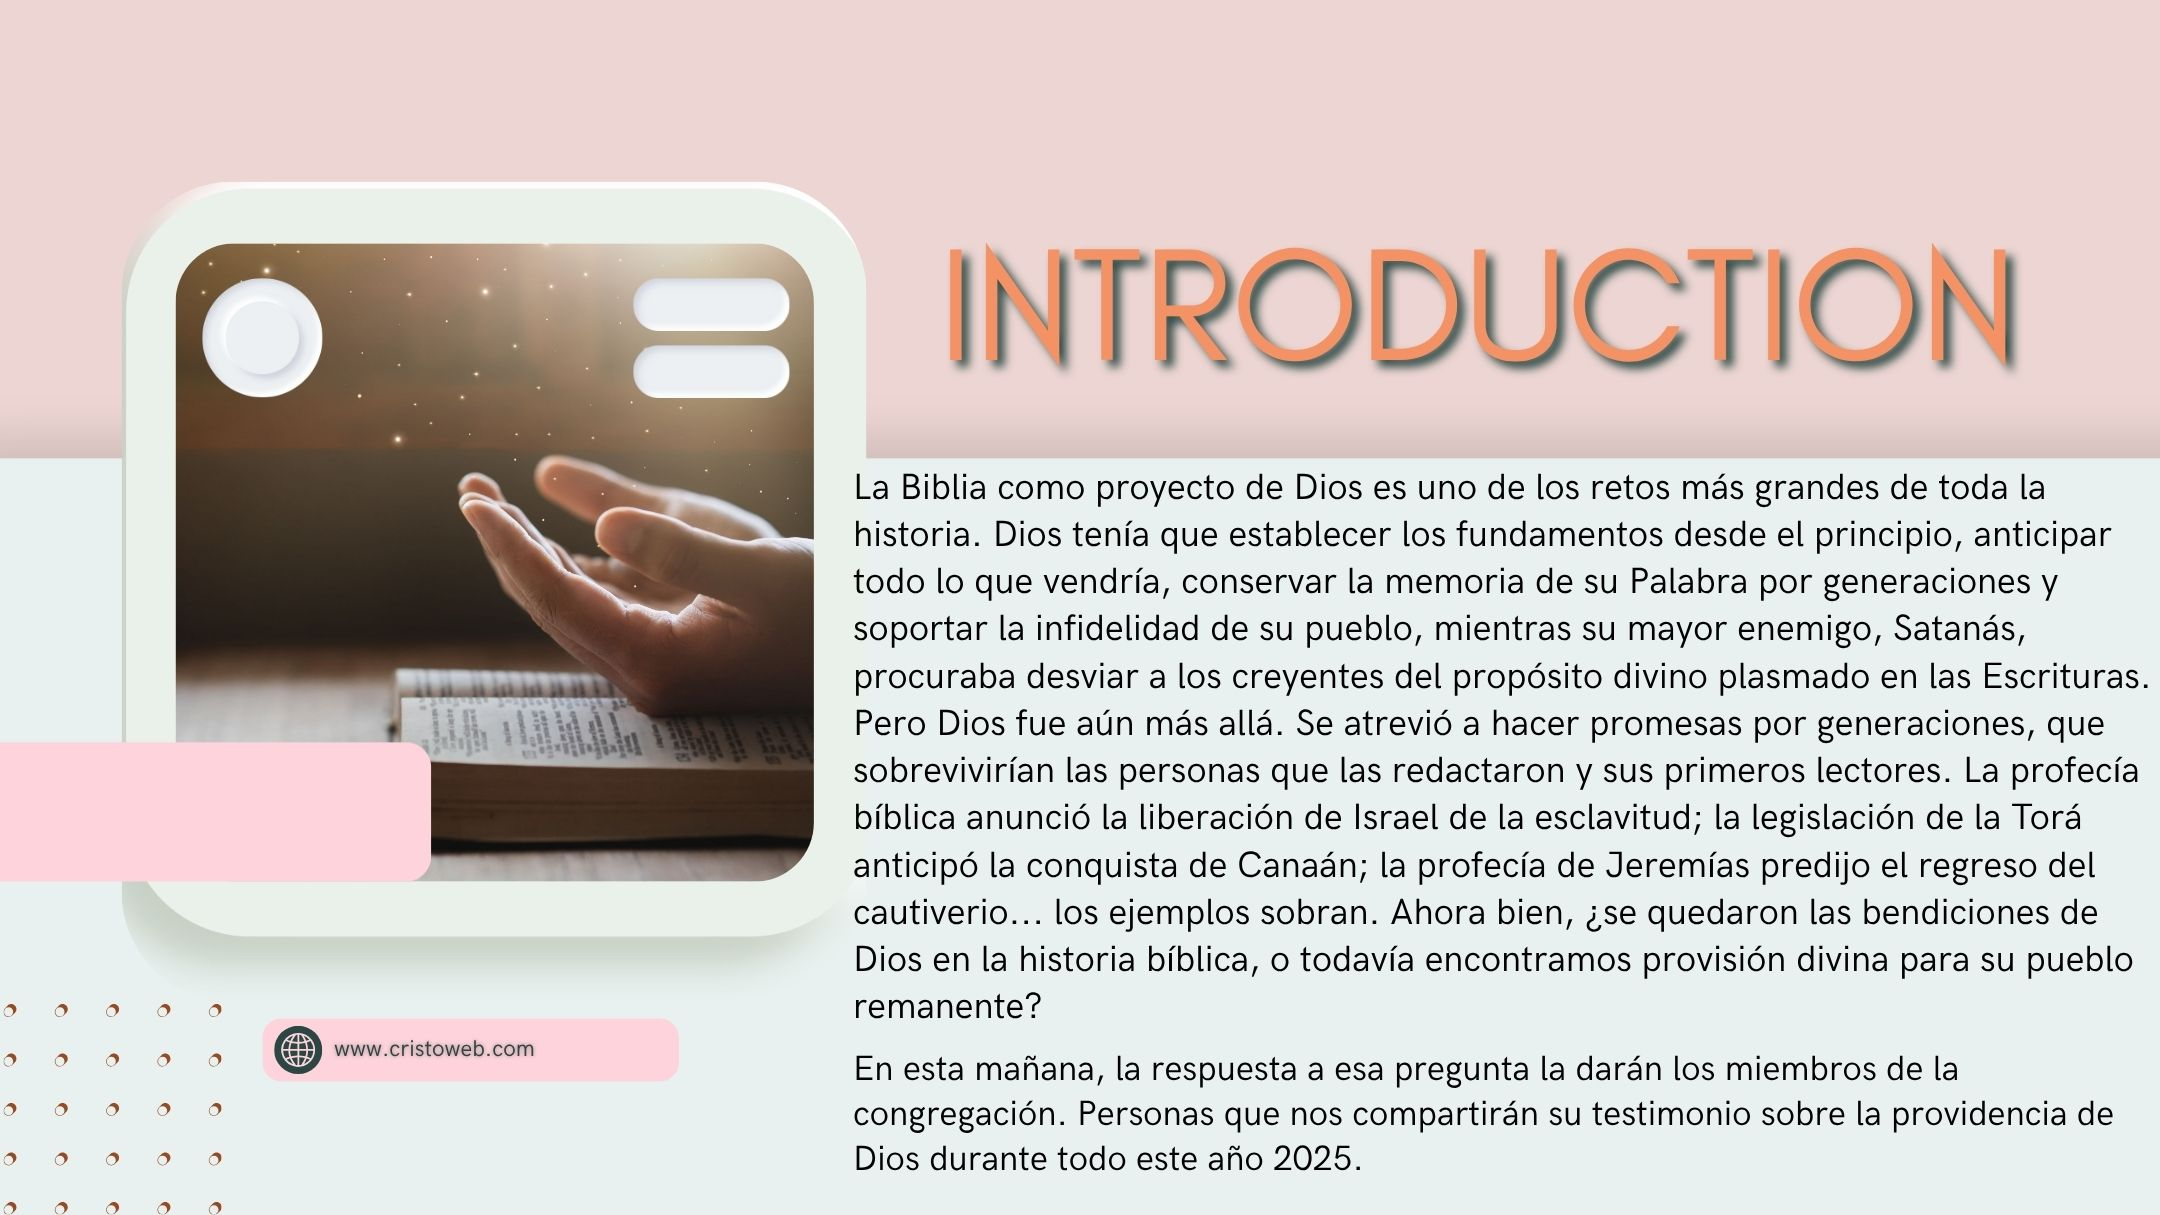 INTRODUCTION
La Biblia como proyecto de Dios es uno de los retos más grandes de toda la
historia. Dios tenía que establecer los fundamentos desde el principio, anticipar
todo lo que vendría, conservar la memoria de su Palabra por generaciones y
soportar la infidelidad de su pueblo, mientras su mayor enemigo, Satanás,
procuraba desviar a los creyentes del propósito divino plasmado en las Escrituras.
Pero Dios fue aún más allá. Se atrevió a hacer promesas por generaciones, que
sobrevivirían las personas que las redactaron y sus primeros lectores. La profecía
bíblica anunció la liberación de Israel de la esclavitud; la legislación de la Torá
anticipó la conquista de Canaán; la profecía de Jeremías predijo el regreso del
cautiverio... los ejemplos sobran. Ahora bien, ¿se quedaron las bendiciones de
Dios en la historia bíblica, o todavía encontramos provisión divina para su pueblo
remanente?
En esta mañana, la respuesta a esa pregunta la darán los miembros de la
congregación. Personas que nos compartirán su testimonio sobre la providencia de
Dios durante todo este año 2025.
www.cristoweb.com